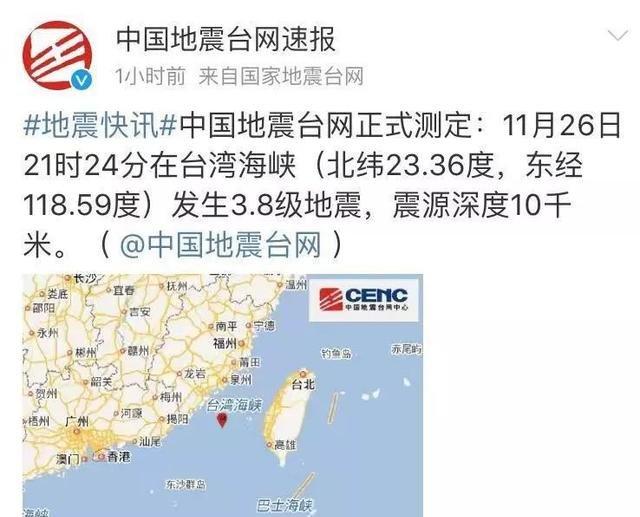 中国地震台网速报
1小时前 来自国家地震台网
#地震快讯#中国地震台网正式测定：11月26日
21时24分在台湾海峡（北纬23.36度，东经
118.59度）发生3.8级地震，震源深度10千
米。（ @中国地震台网 ）
长沙
宜春
抚州
温州
CENC
中国地震台网中心
娄底
邵阳
吉安
永州
南平
宁德
福州
钓鱼岛
赤尾屿
郴州
赣州
莆田
龙岩
泉州
台北
韶关
贺州
梅州
台湾海峡
河源
揭阳
梧州
广州
汕尾
高雄
澳门
香港
东沙群岛
巴士海峡
海峡